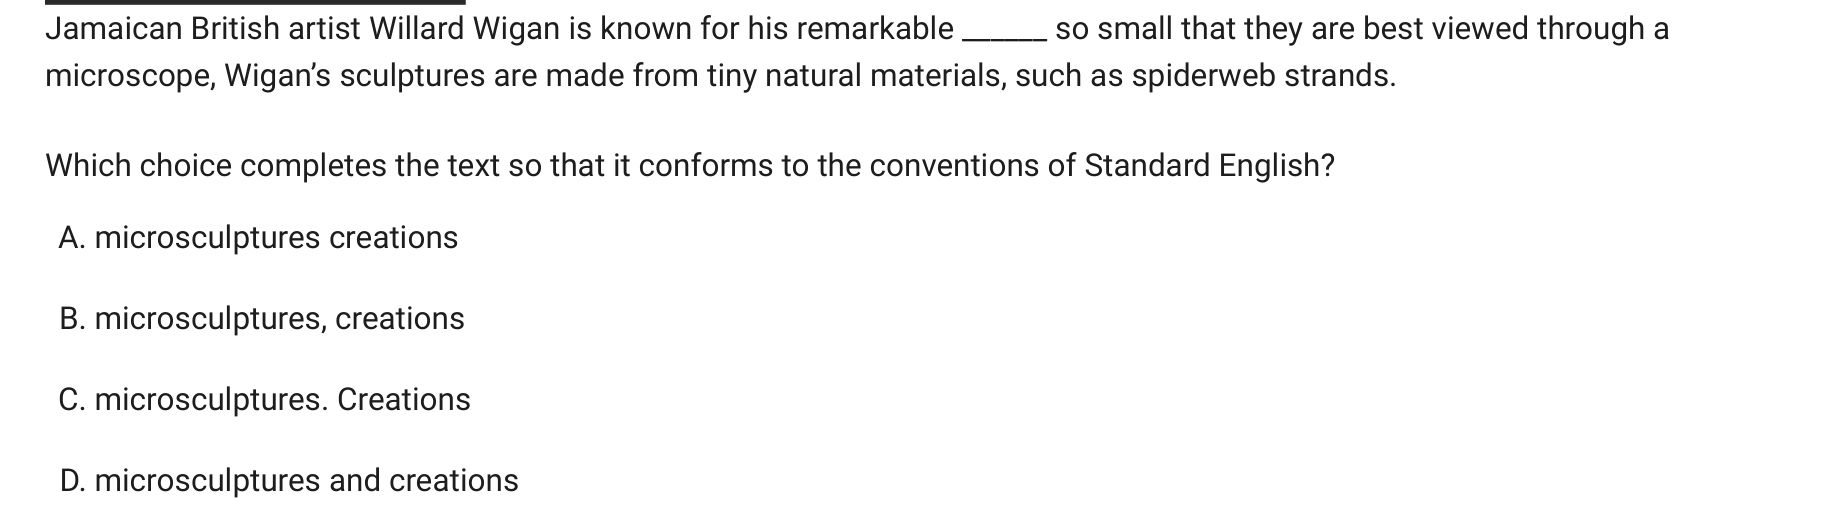 Jamaican British artist Willard Wigan is known for his remarkable ______ so small that they are best viewed through a
microscope, Wigan’s sculptures are made from tiny natural materials, such as spiderweb strands.
Which choice completes the text so that it conforms to the conventions of Standard English?
A. microsculptures creations
B. microsculptures, creations
C. microsculptures. Creations
D. microsculptures and creations